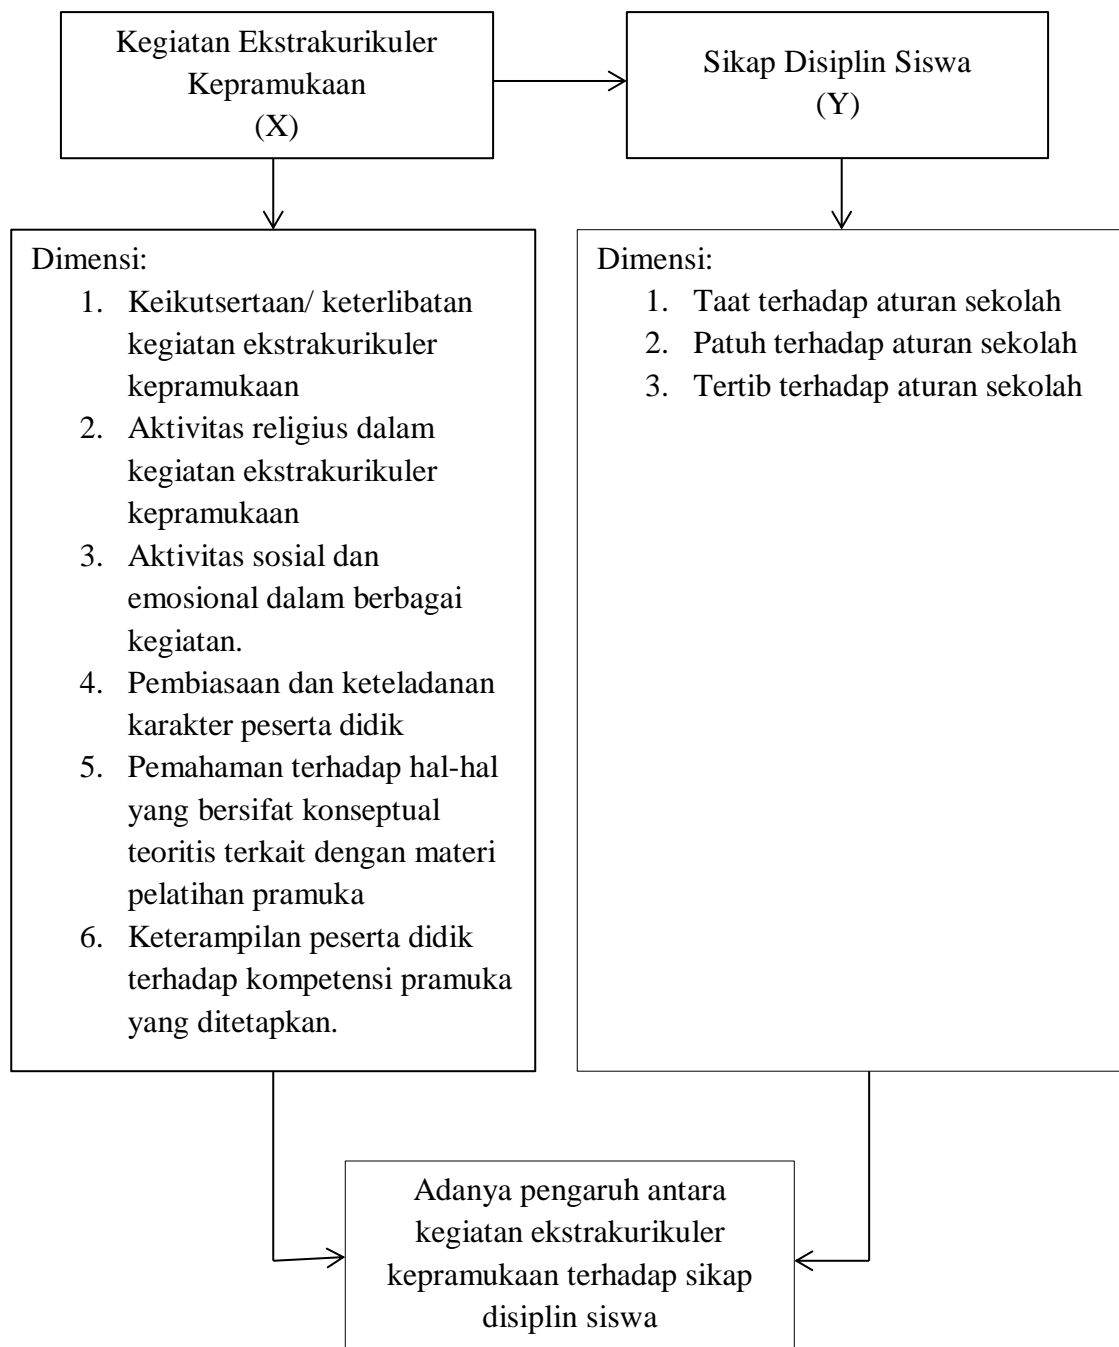 Kegiatan Ekstrakurikuler
Kepramukaan
(X)
Sikap Disiplin Siswa
(Y)
Dimensi:
1. Keikutsertaan/ keterlibatan
kegiatan ekstrakurikuler
kepramukaan
2. Aktivitas religius dalam
kegiatan ekstrakurikuler
kepramukaan
3. Aktivitas sosial dan
emosional dalam berbagai
kegiatan.
4. Pembiasaan dan keteladanan
karakter peserta didik
5. Pemahaman terhadap hal-hal
yang bersifat konseptual
teoritis terkait dengan materi
pelatihan pramuka
6. Keterampilan peserta didik
terhadap kompetensi pramuka
yang ditetapkan.
Dimensi:
1. Taat terhadap aturan sekolah
2. Patuh terhadap aturan sekolah
3. Tertib terhadap aturan sekolah
Adanya pengaruh antara
kegiatan ekstrakurikuler
kepramukaan terhadap sikap
disiplin siswa